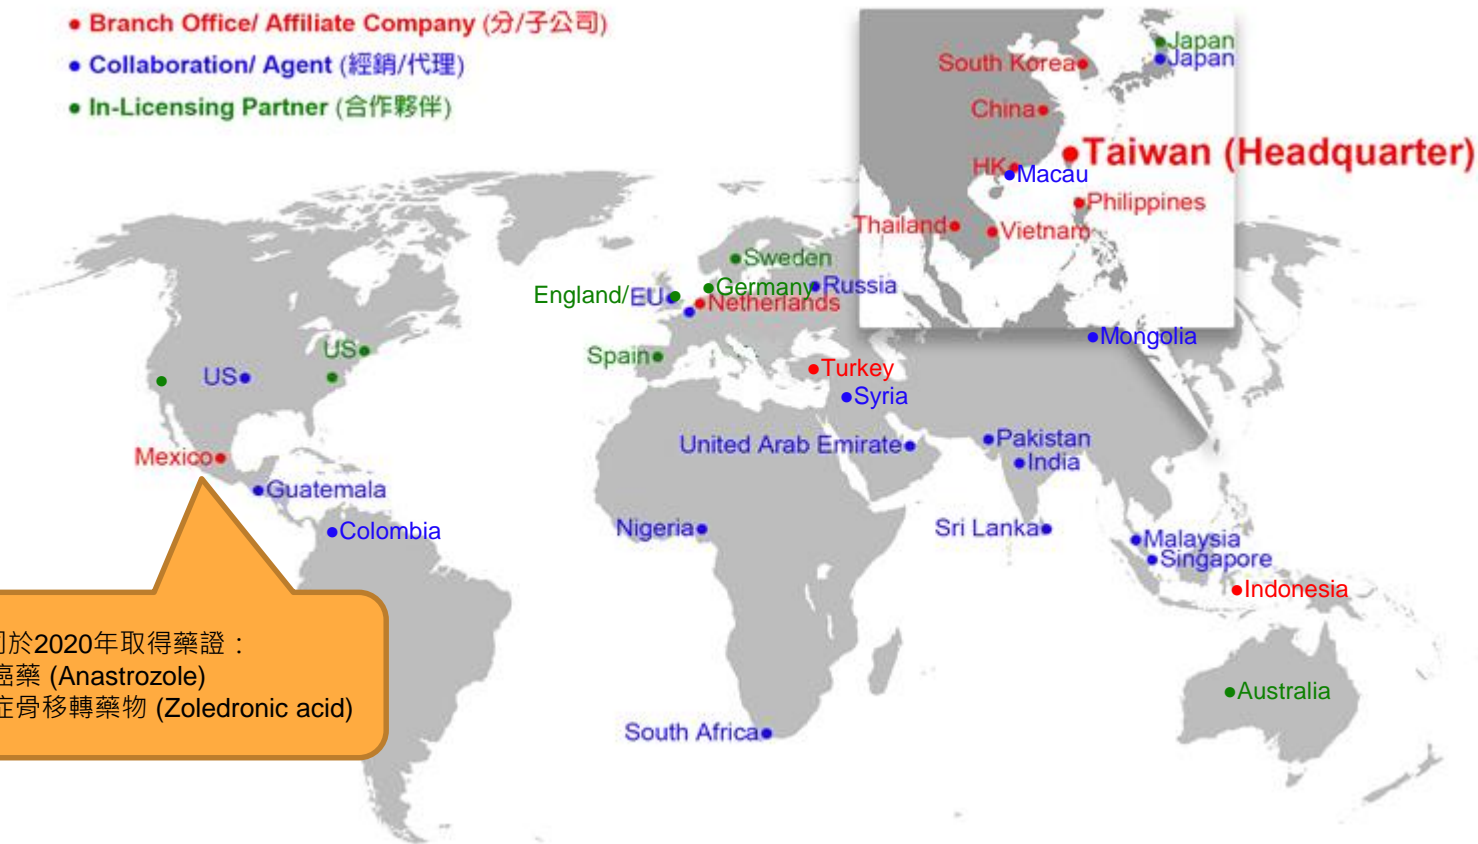 • Branch Office/ Affiliate Company (分/子公司)
• Collaboration/ Agent (經銷/代理)
• In-Licensing Partner (合作夥伴)
Japan
Japan
South Korea
China
Taiwan (Headquarter)
HK
Macau
Philippines
Thailand
Vietnam
Sweden
Germany
Russia
England/EU
Netherlands
Mongolia
US
Spain
US
Turkey
Syria
United Arab Emirate
Pakistan
India
Mexico
Guatemala
Colombia
Nigeria
Sri Lanka
Malaysia
Singapore
Indonesia
於2020年取得藥證：
癌藥 (Anastrozole)
症骨移轉藥物 (Zoledronic acid)
Australia
South Africa